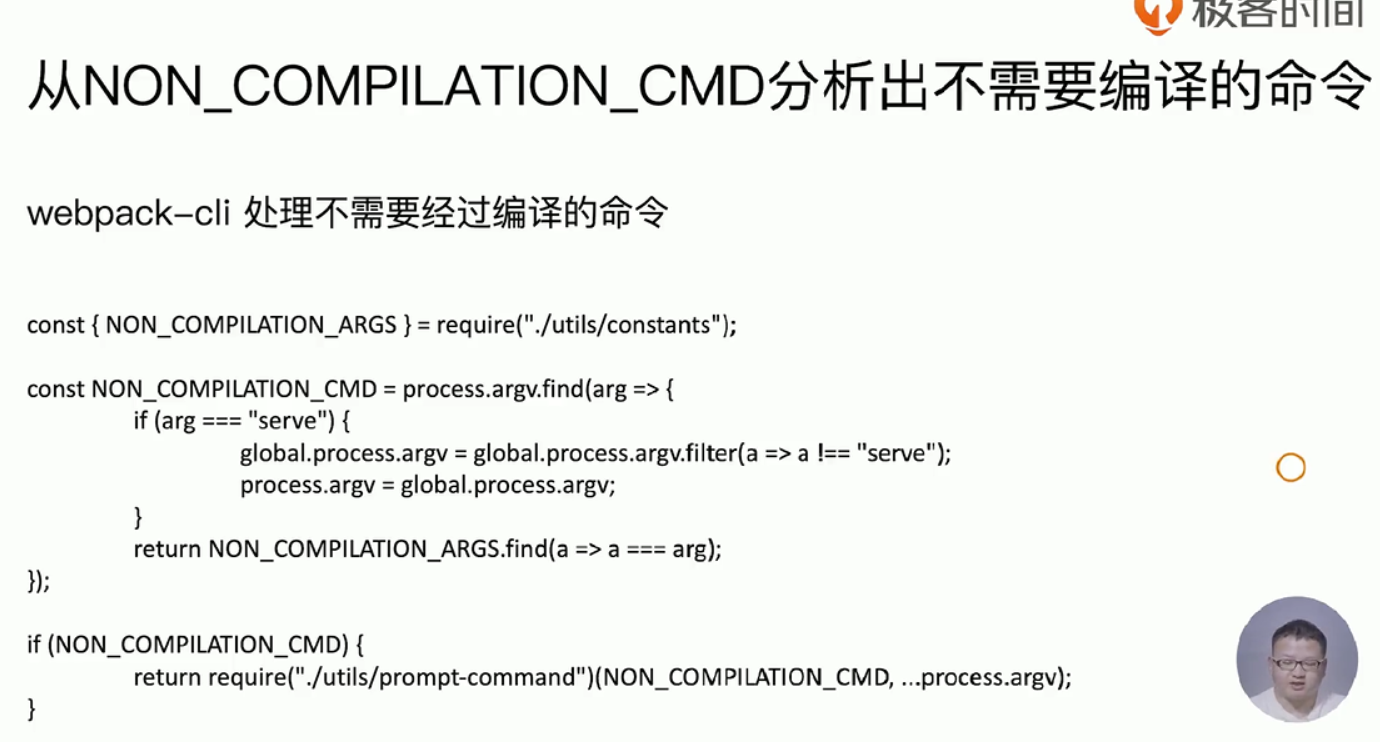 极客时间
从NON_COMPILATION_CMD分析出不需要编译的命令
webpack-cli 处理不需要经过编译的命令
const { NON_COMPILATION_ARGS } = require("./utils/constants");
const NON_COMPILATION_CMD = process.argv.find(arg => {
if (arg === "serve") {
global.process.argv = global.process.argv.filter(a => a !== "serve");
process.argv = global.process.argv;
}
return NON_COMPILATION_ARGS.find(a => a === arg);
});
if (NON_COMPILATION_CMD) {
return require("./utils/prompt-command")(NON_COMPILATION_CMD, ...process.argv);
}